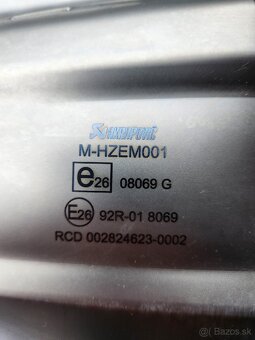 AKRAPOVIČ
M-HZEM001
e26 08069 G
E26 92R-01 8069
RCD 002824623-0002
Bazos.sk